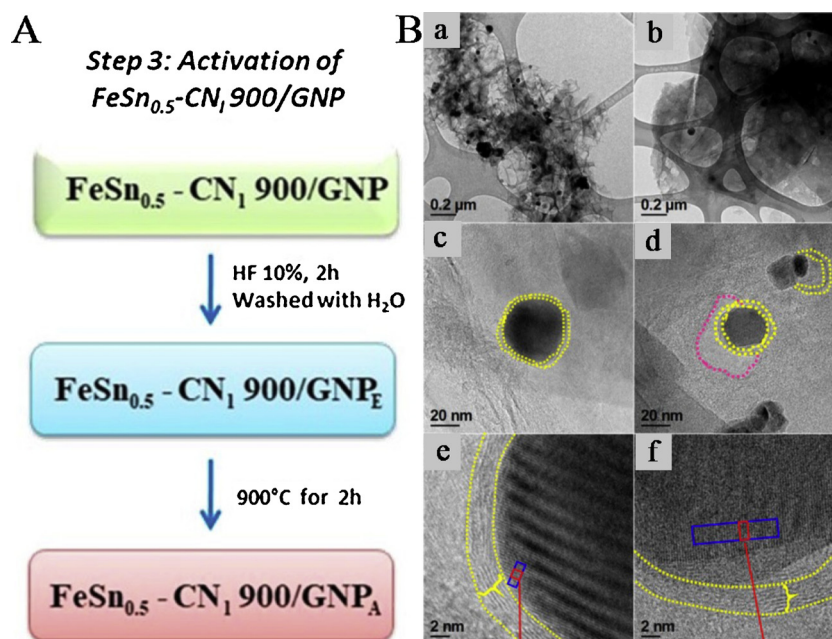 A
Step 3: Activation of
FeSn₀.₅-CN₁ 900/GNP
FeSn₀.₅ - CN₁ 900/GNP
HF 10%, 2h
Washed with H₂O
FeSn₀.₅ - CN₁ 900/GNP_E
900°C for 2h
FeSn₀.₅ - CN₁ 900/GNP_A
B
a
0.2 µm
b
0.2 µm
c
20 nm
d
20 nm
e
2 nm
f
2 nm